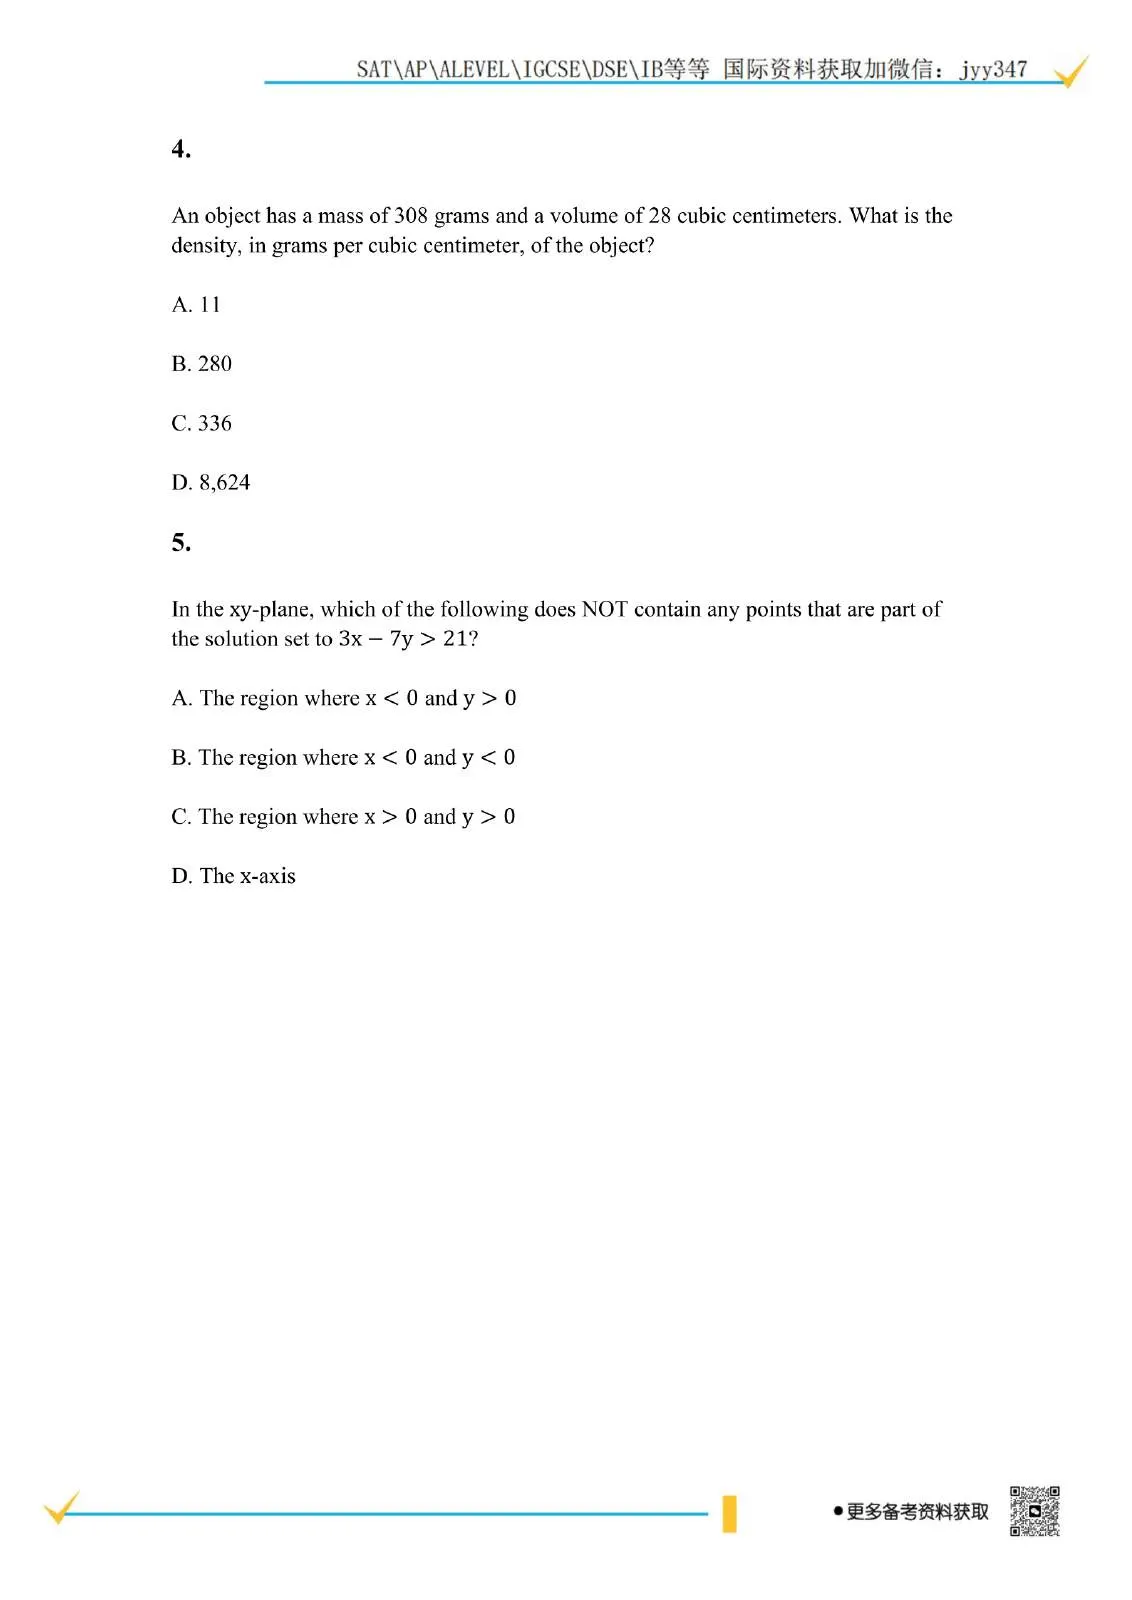 SAT\AP\ALEVEL\IGCSE\DSE\IB等等 国际资料获取加微信：jyy347
4.
An object has a mass of 308 grams and a volume of 28 cubic centimeters. What is the
density, in grams per cubic centimeter, of the object?
A. 11
B. 280
C. 336
D. 8,624
5.
In the xy-plane, which of the following does NOT contain any points that are part of
the solution set to 3x − 7y > 21?
A. The region where x < 0 and y > 0
B. The region where x < 0 and y < 0
C. The region where x > 0 and y > 0
D. The x-axis
●更多备考资料获取